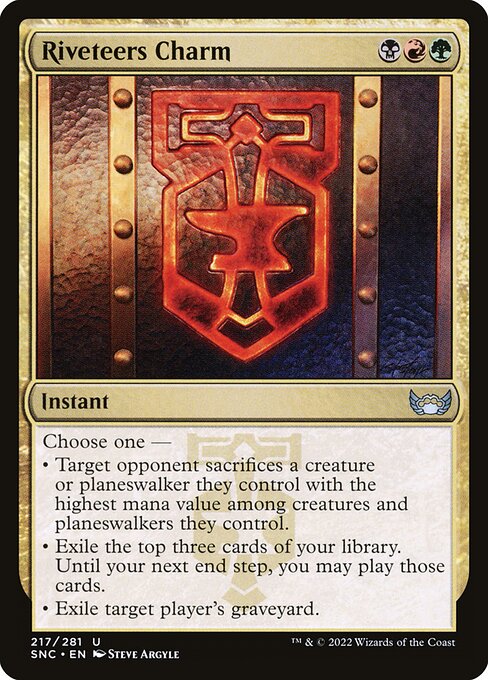 Riveteers Charm
Instant
Choose one —
• Target opponent sacrifices a creature
or planeswalker they control with the
highest mana value among creatures and
planeswalkers they control.
• Exile the top three cards of your library.
Until your next end step, you may play those
cards.
• Exile target player's graveyard.
217/281 U
SNC • EN Steve Argyle
™ & © 2022 Wizards of the Coast